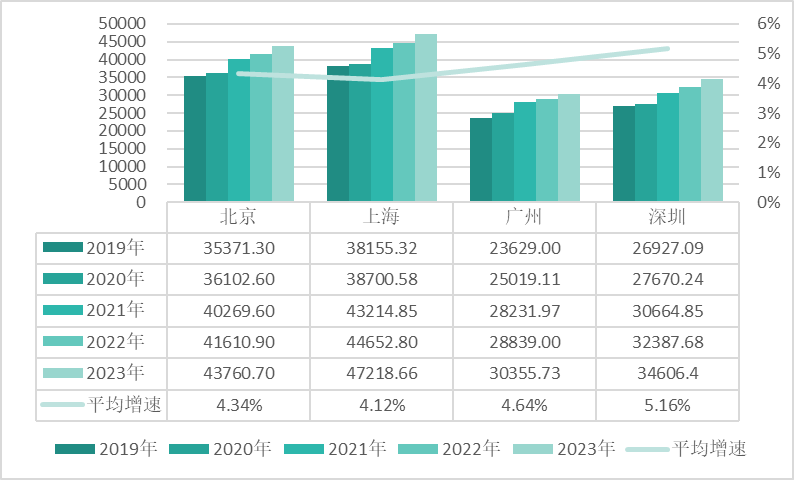 50000 6%
45000
40000 5%
35000 4%
30000
25000 3%
20000
15000 2%
10000 1%
5000
0 0%
北京 上海 广州 深圳
2019年 35371.30 38155.32 23629.00 26927.09
2020年 36102.60 38700.58 25019.11 27670.24
2021年 40269.60 43214.85 28231.97 30664.85
2022年 41610.90 44652.80 28839.00 32387.68
2023年 43760.70 47218.66 30355.73 34606.4
平均增速 4.34% 4.12% 4.64% 5.16%
2019年 2020年 2021年 2022年 2023年 平均增速